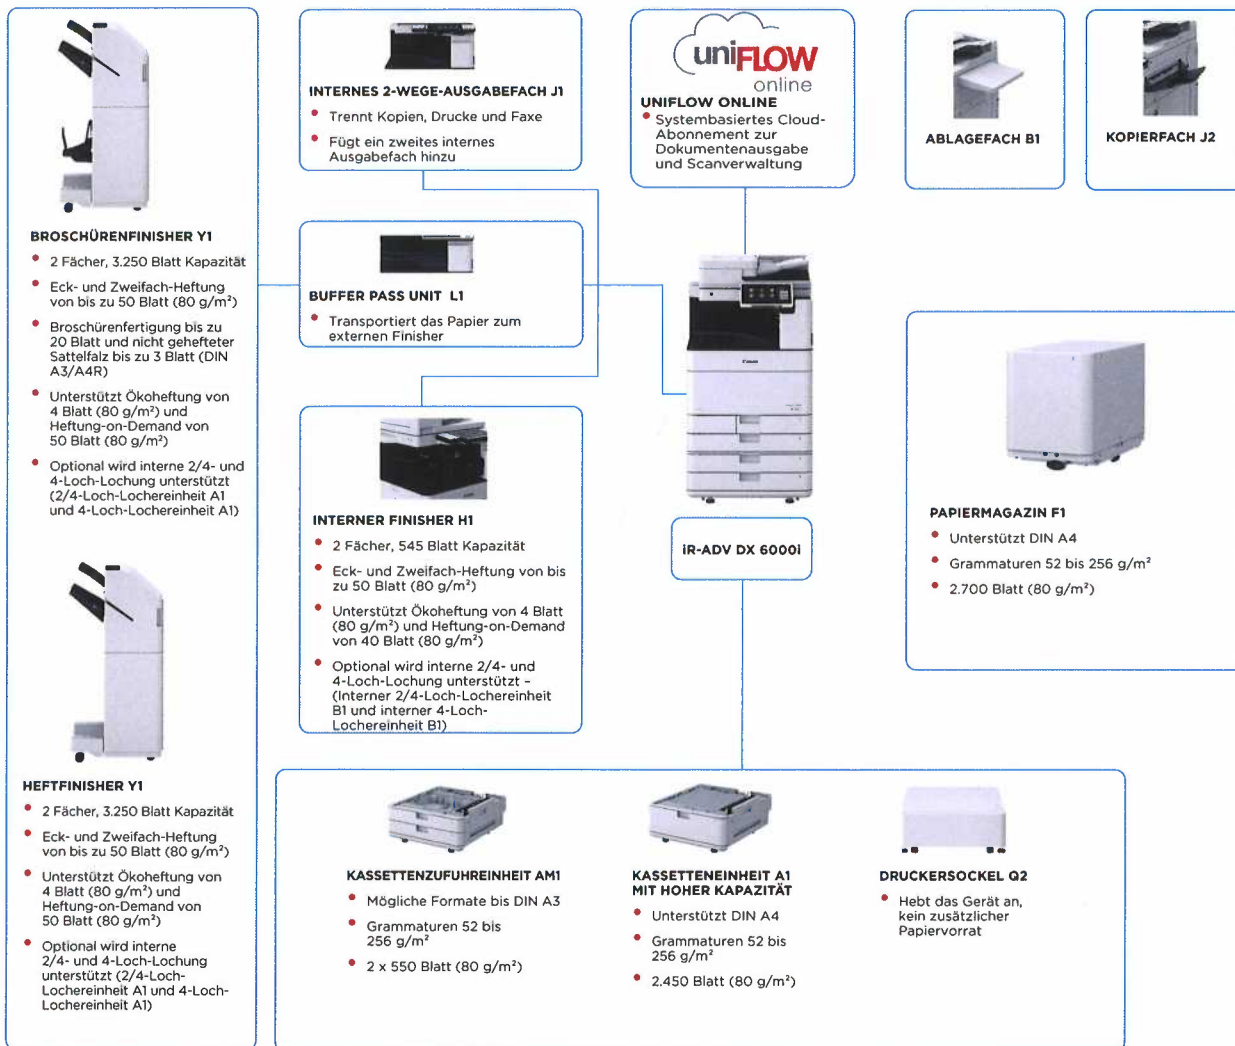 BROSCHÜRENFINISHER Y1
• 2 Fächer, 3.250 Blatt Kapazität
• Eck- und Zweifach-Heftung
von bis zu 50 Blatt (80 g/m²)
• Broschürenfertigung bis zu
20 Blatt und nicht gehefteter
Sattelfalz bis zu 3 Blatt (DIN
A3/A4R)
• Unterstützt Ökoheftung von
4 Blatt (80 g/m²) und
Heftung-on-Demand von
50 Blatt (80 g/m²)
• Optional wird interne 2/4- und
4-Loch-Lochung unterstützt
(2/4-Loch-Lochereinheit A1
und 4-Loch-Lochereinheit A1)
HEFTFINISHER Y1
• 2 Fächer, 3.250 Blatt Kapazität
• Eck- und Zweifach-Heftung
von bis zu 50 Blatt (80 g/m²)
• Unterstützt Ökoheftung von
4 Blatt (80 g/m²) und
Heftung-on-Demand von
50 Blatt (80 g/m²)
• Optional wird interne
2/4- und 4-Loch-Lochung
unterstützt (2/4-Loch-
Lochereinheit A1 und 4-Loch-
Lochereinheit A1)
INTERNES 2-WEGE-AUSGABEFACH J1
• Trennt Kopien, Drucke und Faxe
• Fügt ein zweites internes
Ausgabefach hinzu
BUFFER PASS UNIT L1
• Transportiert das Papier zum
externen Finisher
INTERNER FINISHER H1
• 2 Fächer, 545 Blatt Kapazität
• Eck- und Zweifach-Heftung von bis
zu 50 Blatt (80 g/m²)
• Unterstützt Ökoheftung von 4 Blatt
(80 g/m²) und Heftung-on-Demand
von 40 Blatt (80 g/m²)
• Optional wird interne 2/4- und
4-Loch-Lochung unterstützt –
(Interner 2/4-Loch-Lochereinheit
B1 und interner 4-Loch-
Lochereinheit B1)
uniFLOW
online
UNIFLOW ONLINE
• Systembasiertes Cloud-
Abonnement zur
Dokumentenausgabe
und Scanverwaltung
Canon
iR-ADV DX 6000i
ABLAGEFACH B1
KOPIERFACH J2
PAPIERMAGAZIN F1
• Unterstützt DIN A4
• Grammaturen 52 bis 256 g/m²
• 2.700 Blatt (80 g/m²)
KASSETTENZUFUHREINHEIT AM1
• Mögliche Formate bis DIN A3
• Grammaturen 52 bis
256 g/m²
• 2 x 550 Blatt (80 g/m²)
KASSETTENEINHEIT A1
MIT HOHER KAPAZITÄT
• Unterstützt DIN A4
• Grammaturen 52 bis
256 g/m²
• 2.450 Blatt (80 g/m²)
DRUCKERSOCKEL Q2
• Hebt das Gerät an,
kein zusätzlicher
Papiervorrat